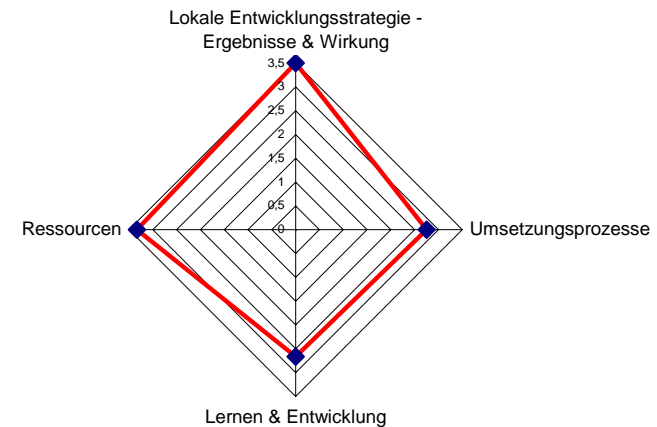 Lokale Entwicklungsstrategie -
Ergebnisse & Wirkung
3,5
3
2,5
2
1,5
1
0,5
0
Ressourcen
Umsetzungsprozesse
Lernen & Entwicklung